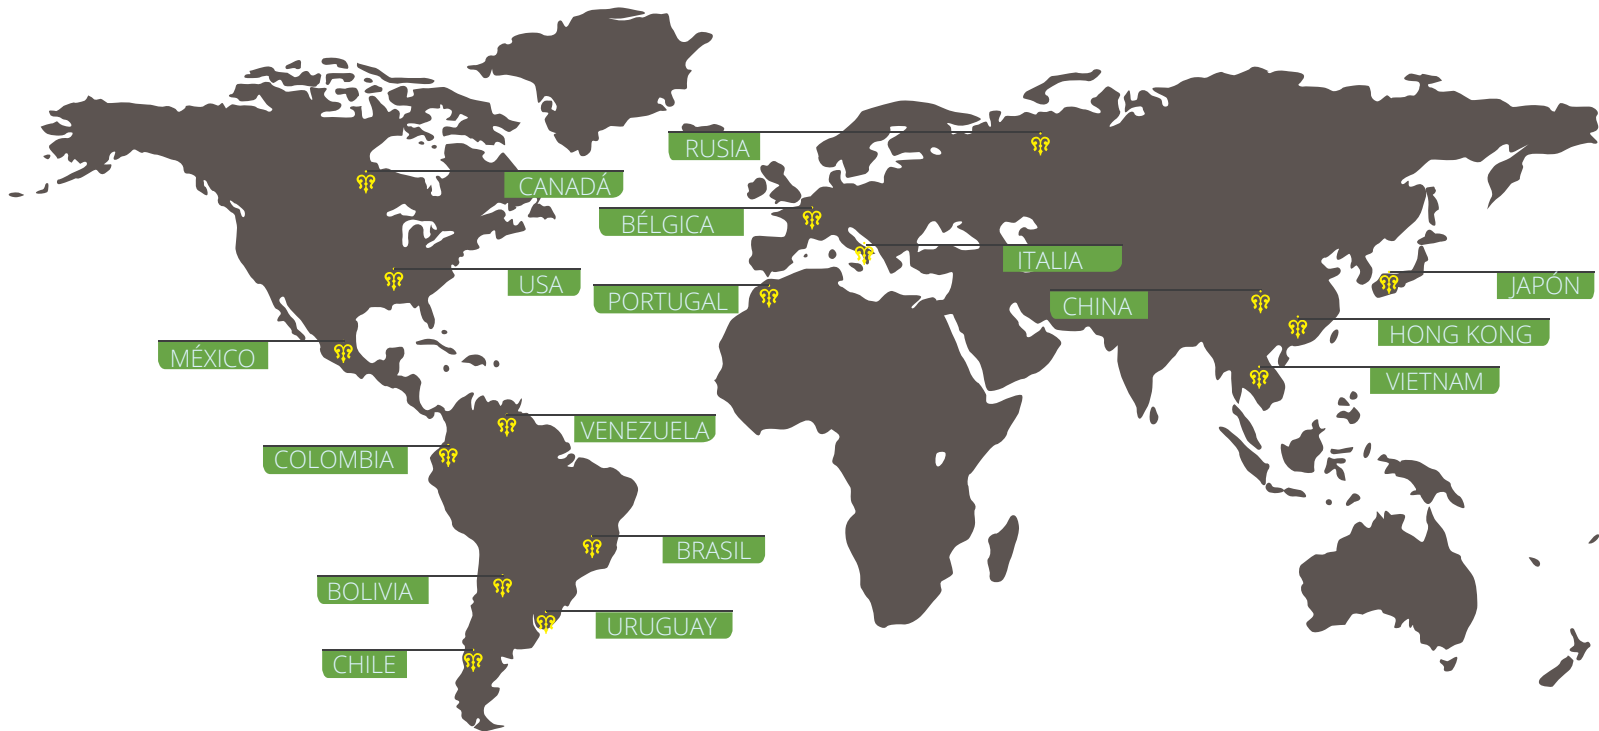 RUSIA
CANADÁ
BÉLGICA
ITALIA
USA
JAPÓN
PORTUGAL
CHINA
HONG KONG
MÉXICO
VIETNAM
VENEZUELA
COLOMBIA
BRASIL
BOLIVIA
URUGUAY
CHILE